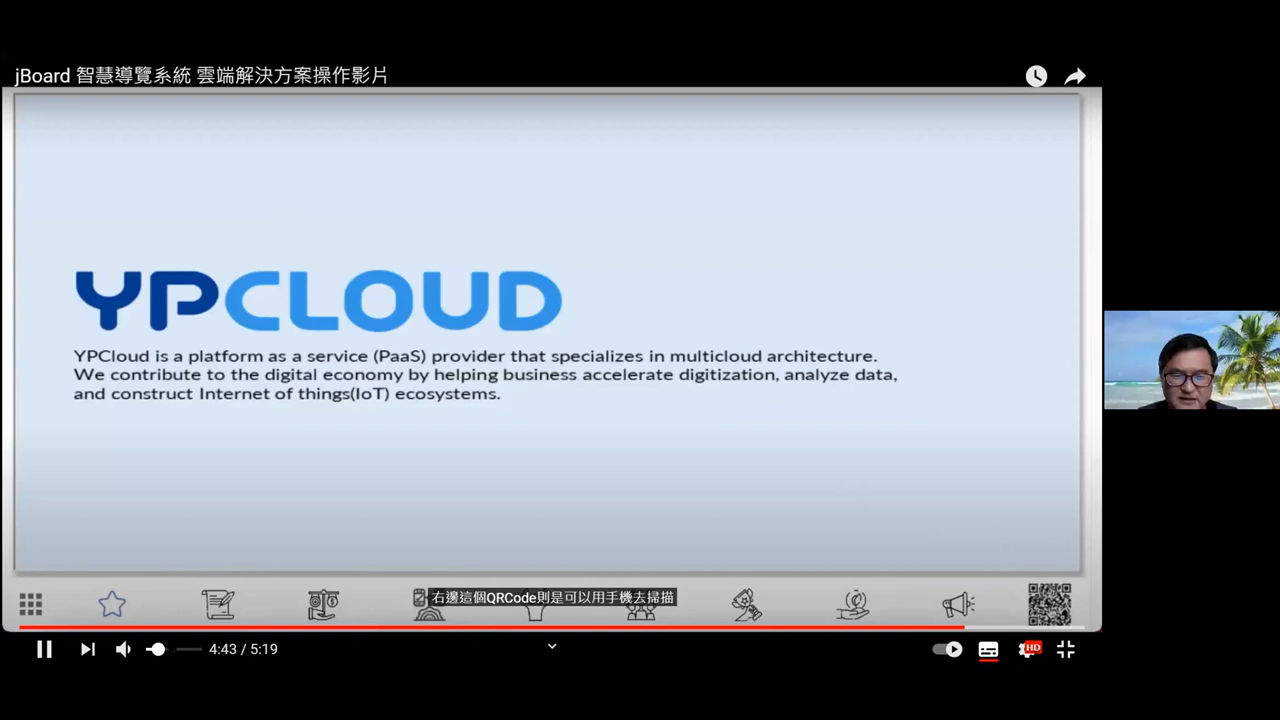 jBoard 智慧導覽系統 雲端解決方案操作影片
YPCLOUD
YPCloud is a platform as a service (PaaS) provider that specializes in multicloud architecture.
We contribute to the digital economy by helping business accelerate digitization, analyze data,
and construct Internet of things(IoT) ecosystems.
右邊這個QRCode則是可以用手機去掃描
4:43 / 5:19
HD